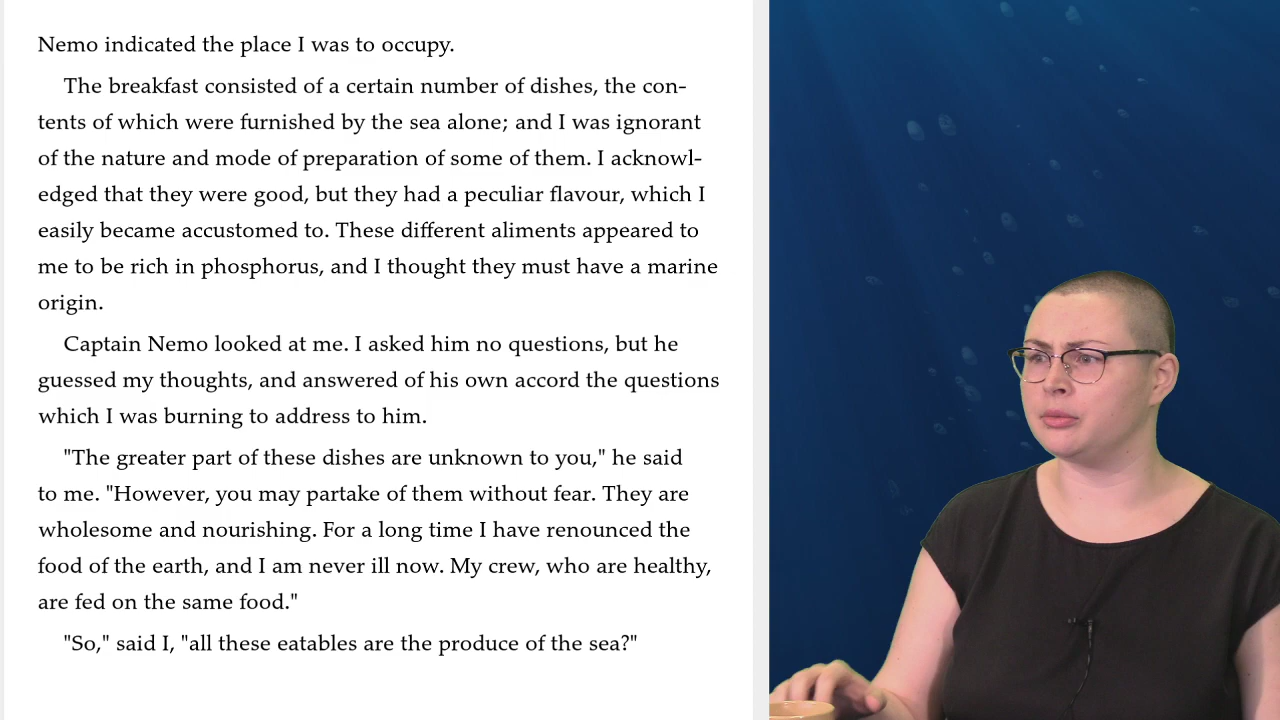 Nemo indicated the place I was to occupy.
The breakfast consisted of a certain number of dishes, the con-
tents of which were furnished by the sea alone; and I was ignorant
of the nature and mode of preparation of some of them. I acknowl-
edged that they were good, but they had a peculiar flavour, which I
easily became accustomed to. These different aliments appeared to
me to be rich in phosphorus, and I thought they must have a marine
origin.
Captain Nemo looked at me. I asked him no questions, but he
guessed my thoughts, and answered of his own accord the questions
which I was burning to address to him.
"The greater part of these dishes are unknown to you," he said
to me. "However, you may partake of them without fear. They are
wholesome and nourishing. For a long time I have renounced the
food of the earth, and I am never ill now. My crew, who are healthy,
are fed on the same food."
"So," said I, "all these eatables are the produce of the sea?"